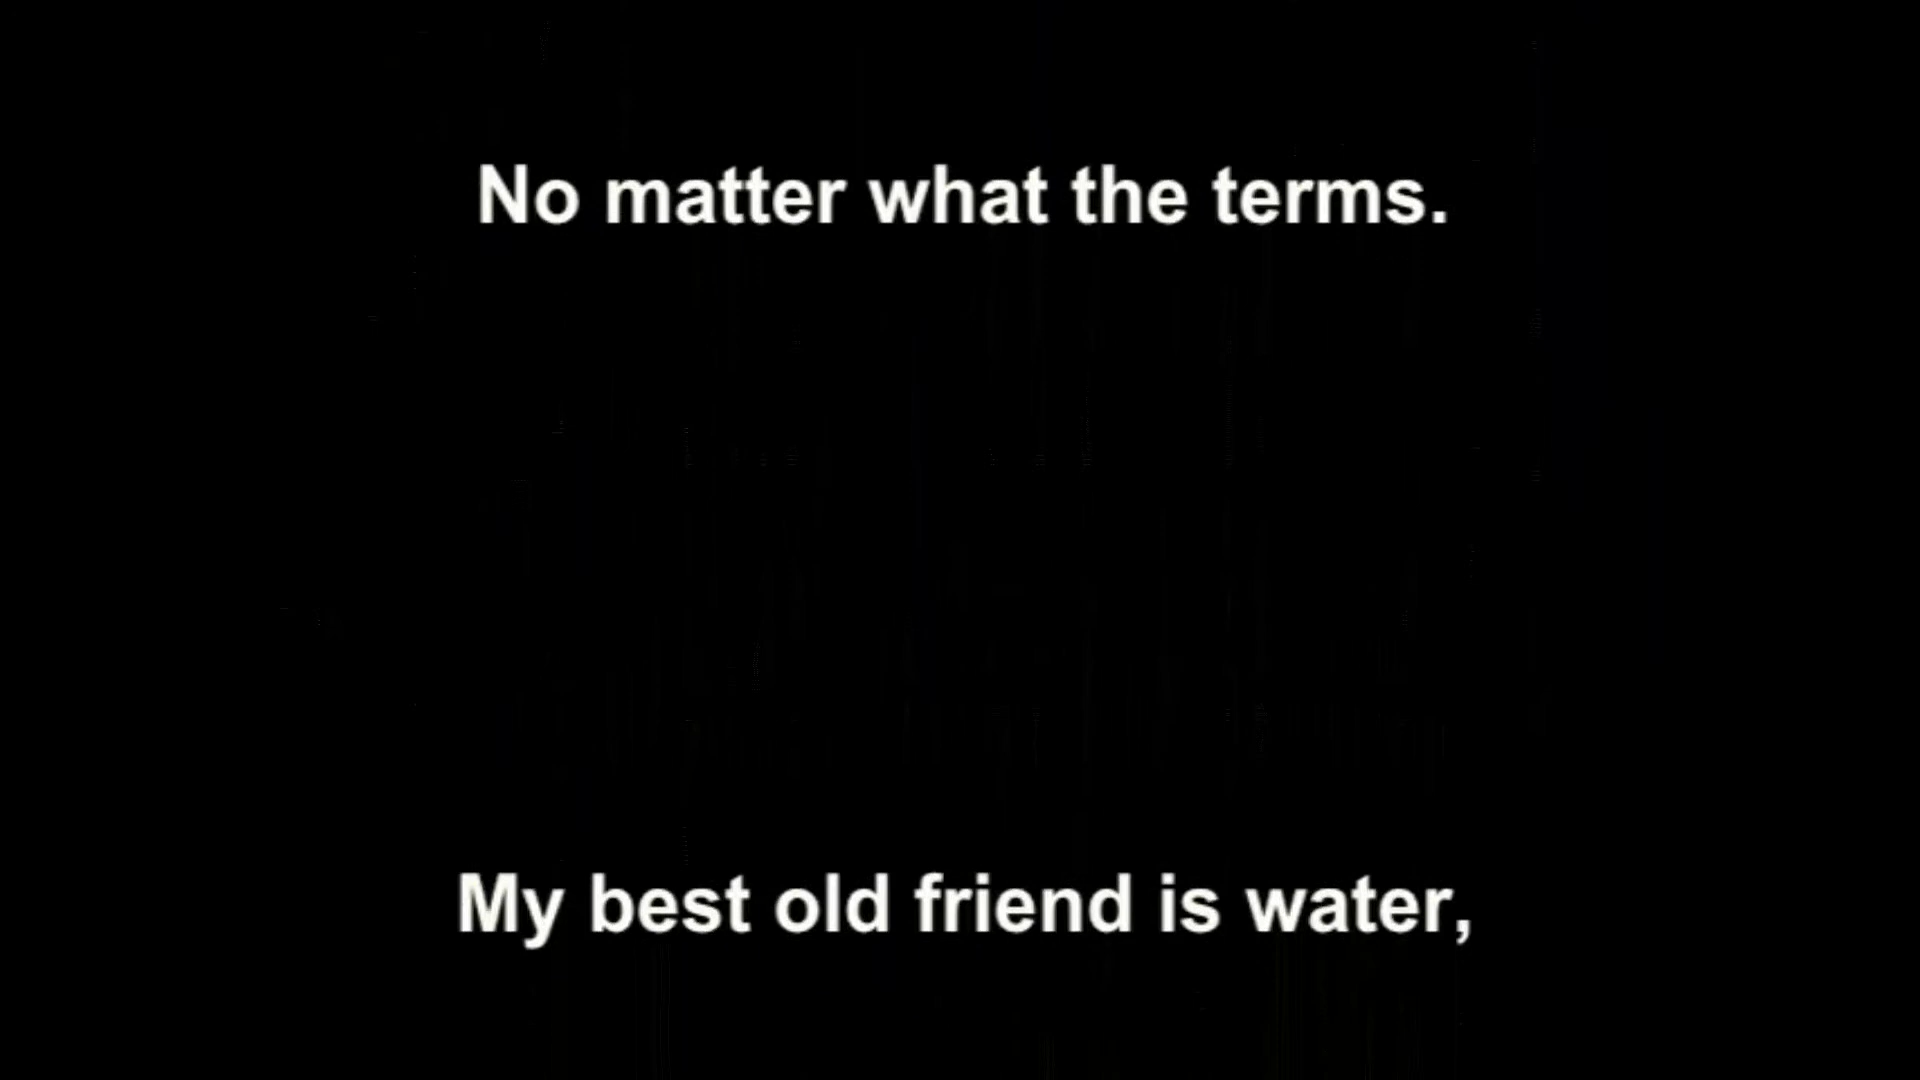 No matter what the terms.
My best old friend is water,